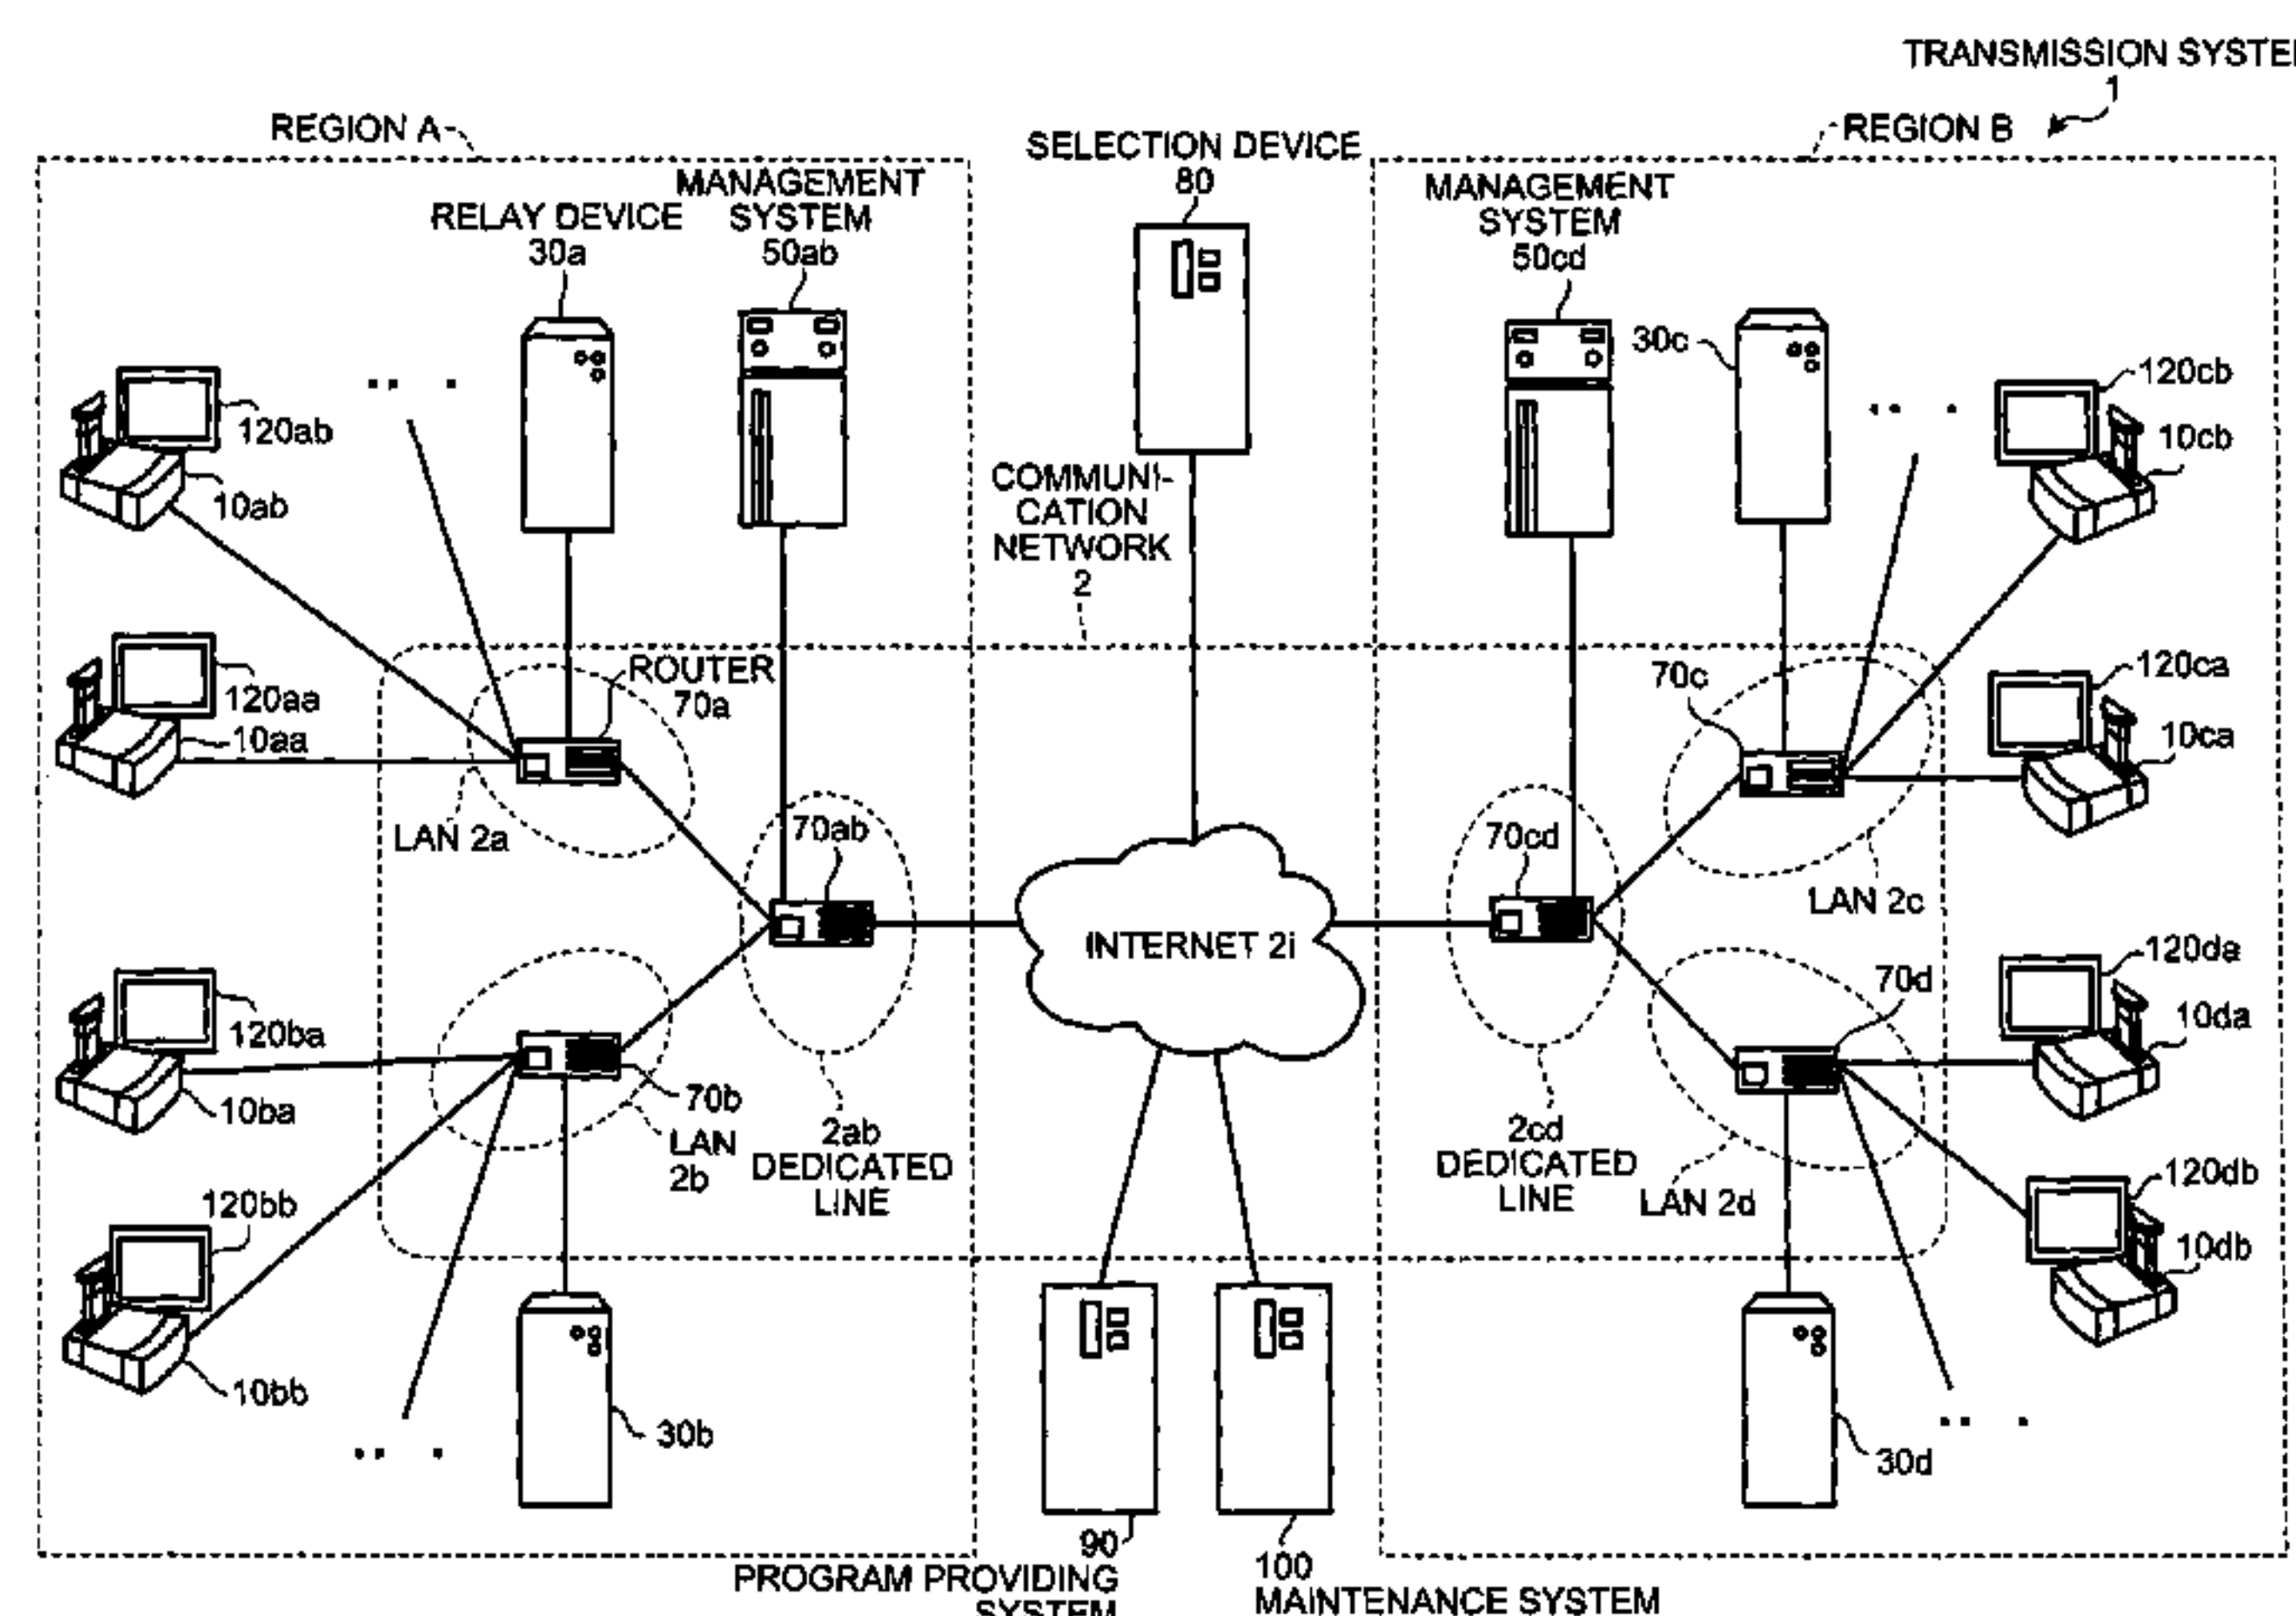 TRANSMISSION SYSTEM
1
REGION A
REGION B
SELECTION DEVICE
80
MANAGEMENT
SYSTEM
50ab
RELAY DEVICE
30a
MANAGEMENT
SYSTEM
50cd
30c
120cb
10cb
120ab
10ab
COMMUNI-
CATION
NETWORK
2
ROUTER
70a
120aa
10aa
LAN 2a
70c
120ca
10ca
LAN 2c
70ab
70cd
INTERNET 2i
120ba
10ba
70b
LAN
2b
2ab
DEDICATED
LINE
2cd
DEDICATED
LINE
70d
LAN 2d
120da
10da
120db
10db
120bb
10bb
30b
30d
90
PROGRAM PROVIDING
SYSTEM
100
MAINTENANCE SYSTEM